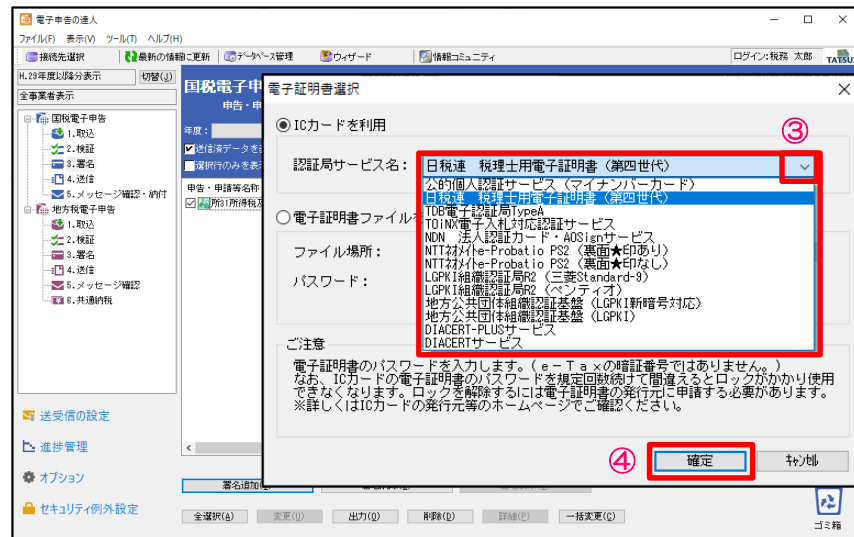 電子申告の達人
ファイル(F) 表示(V) ツール(T) ヘルプ(H)
接続先選択 最新の情報に更新 データベース管理 ウィザード 情報コミュニティ ログイン:税務 太郎 TATSU
H.29年度以降分表示 切替(J)
全事業者表示
国税電子申告
1.取込
2.検証
3.署名
4.送信
5.メッセージ確認・納付
地方税電子申告
1.取込
2.検証
3.署名
4.送信
5.メッセージ確認
6.共通納税
送受信の設定
進捗管理
オプション
セキュリティ例外設定
国税電子申
申告・申
年度:
送信済データを
選択行のみを表
申告・申請等名称
所31所得税及
電子証明書選択
ICカードを利用
③
認証局サービス名: 日税連 税理士用電子証明書(第四世代)
公的個人認証サービス(マイナンバーカード)
日税連 税理士用電子証明書(第四世代)
TDB電子認証局TypeA
TOiNX電子入札対応認証サービス
NDN 法人認証カード・AOSignサービス
NTTネオメイトe-Probatio PS2(裏面★印あり)
NTTネオメイトe-Probatio PS2(裏面★印なし)
LGPKI組織認証局R2(三菱Standard-9)
LGPKI組織認証局R2(ベンティオ)
地方公共団体組織認証基盤(LGPKI新暗号対応)
地方公共団体組織認証基盤(LGPKI)
DIACERT-PLUSサービス
DIACERTサービス
電子証明書ファイルを
ファイル場所:
パスワード:
ご注意
電子証明書のパスワードを入力します。(e-Taxの暗証番号ではありません。)
なお、ICカードの電子証明書のパスワードを規定回数続けて間違えるとロックがかかり使用
できなくなります。ロックを解除するには電子証明書の発行元に申請する必要があります。
※詳しくはICカードの発行元等のホームページでご確認ください。
④ 確定 キャンセル
署名追加
全選択(A) 変更(U) 出力(O) 削除(D) 詳細(P) 一括変更(C)
ゴミ箱